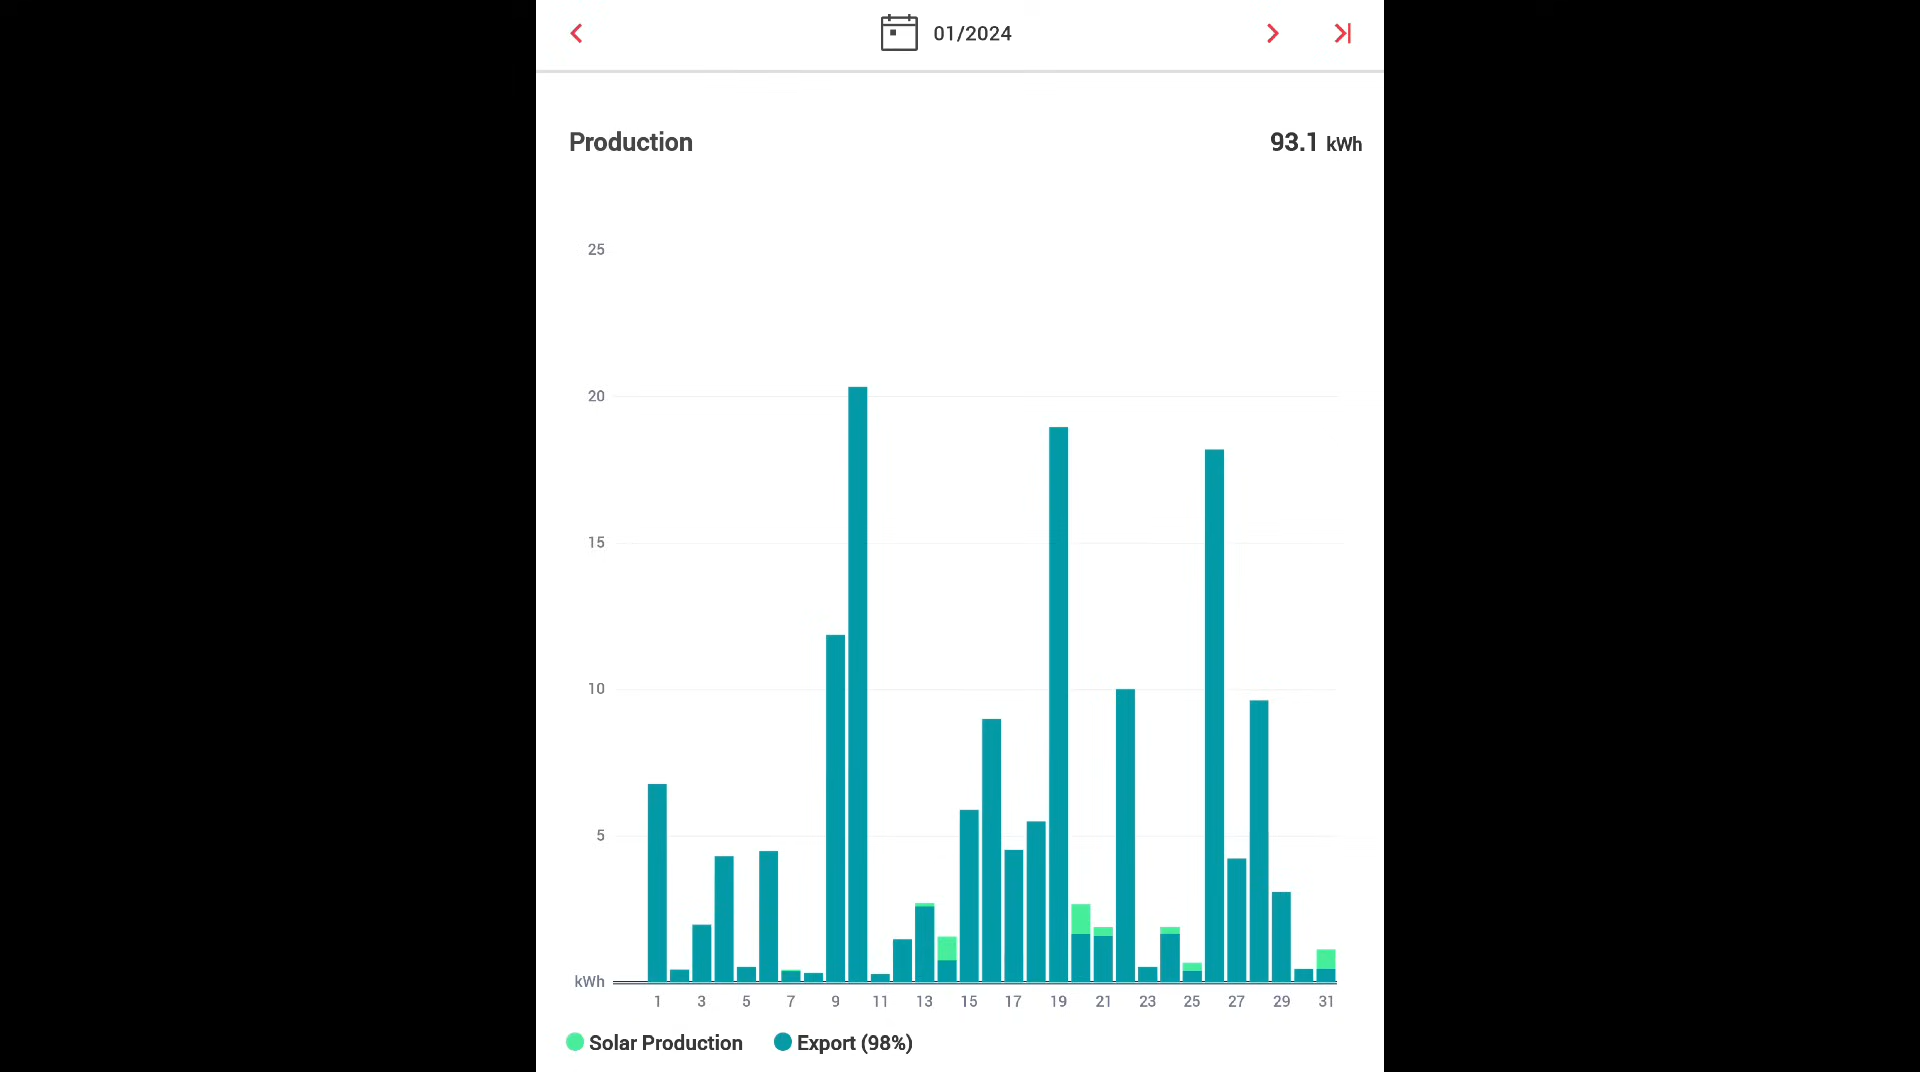 01/2024
Production 93.1 kWh
25
20
15
10
5
kWh
1 3 5 7 9 11 13 15 17 19 21 23 25 27 29 31
Solar Production Export (98%)